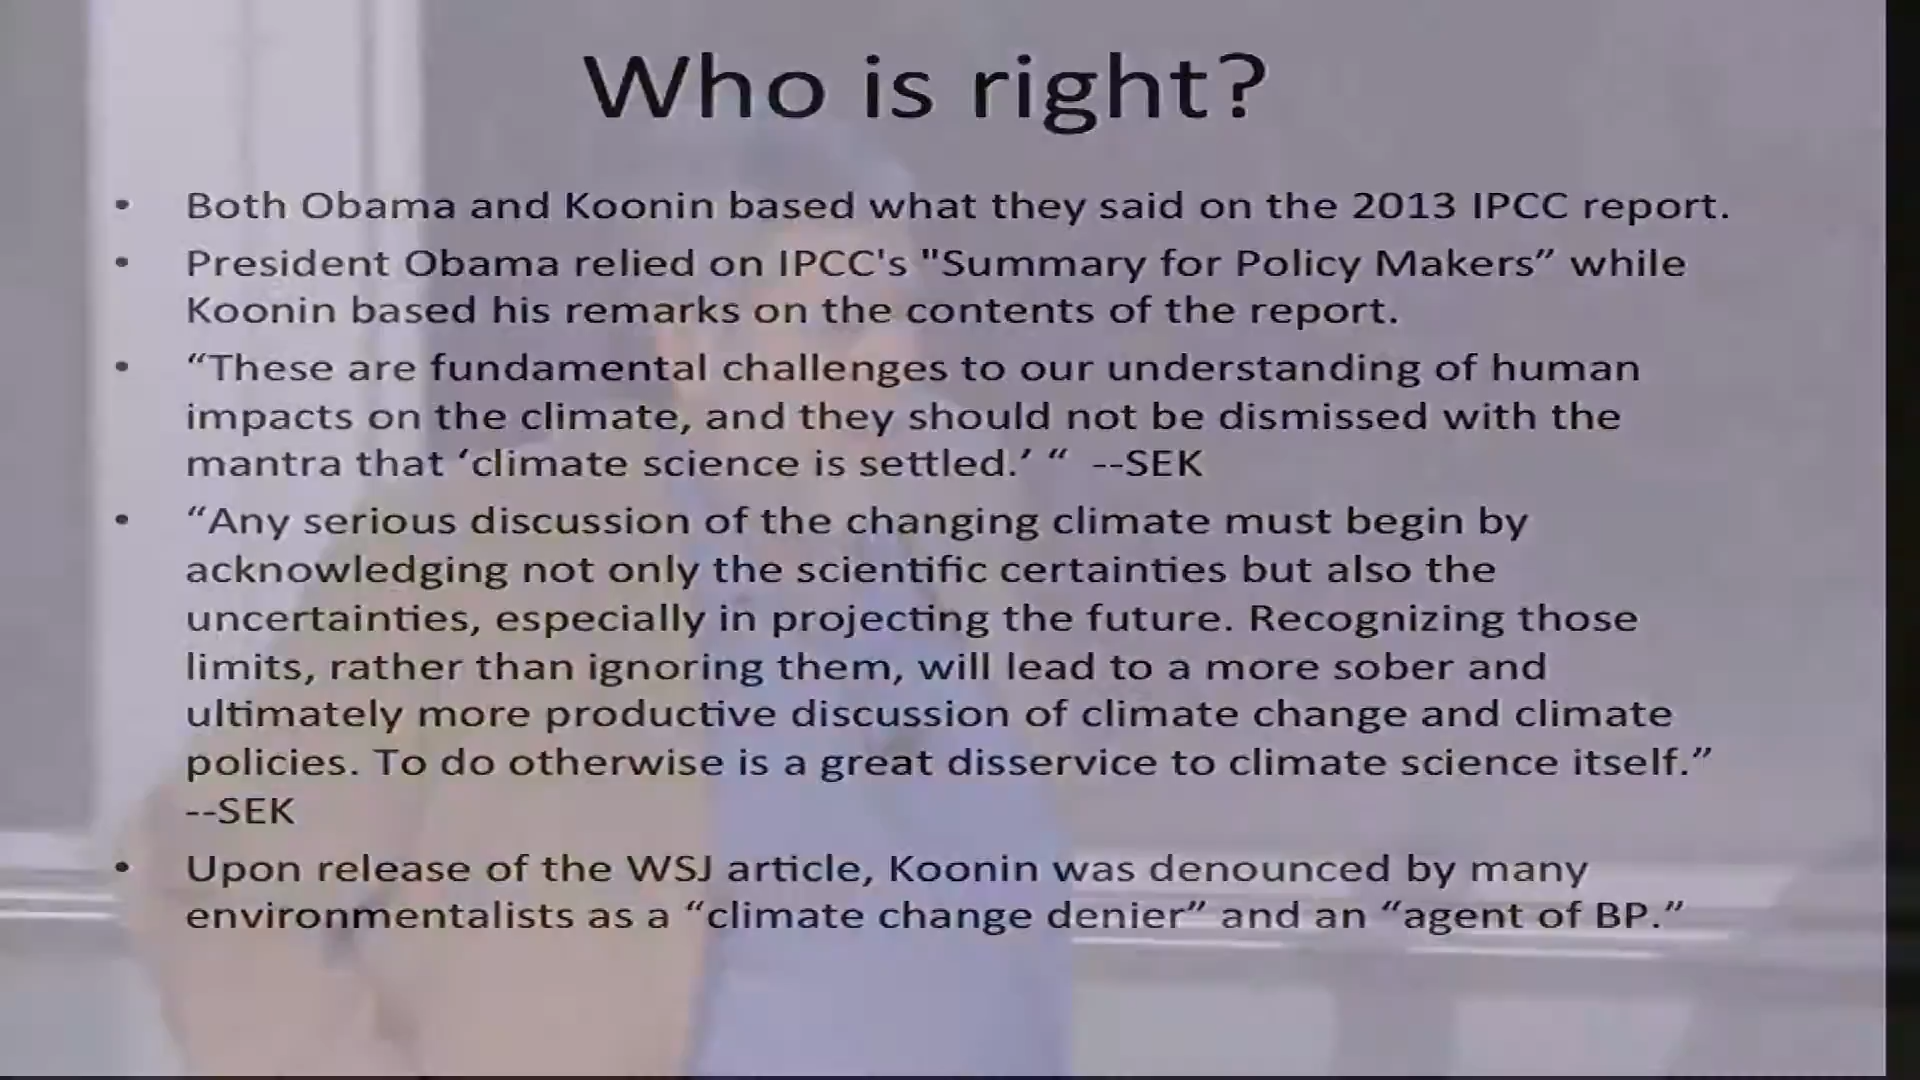 Who is right?
• Both Obama and Koonin based what they said on the 2013 IPCC report.
• President Obama relied on IPCC's "Summary for Policy Makers” while
Koonin based his remarks on the contents of the report.
• “These are fundamental challenges to our understanding of human
impacts on the climate, and they should not be dismissed with the
mantra that ‘climate science is settled.’ “ --SEK
• “Any serious discussion of the changing climate must begin by
acknowledging not only the scientific certainties but also the
uncertainties, especially in projecting the future. Recognizing those
limits, rather than ignoring them, will lead to a more sober and
ultimately more productive discussion of climate change and climate
policies. To do otherwise is a great disservice to climate science itself.”
--SEK
• Upon release of the WSJ article, Koonin was denounced by many
environmentalists as a “climate change denier” and an “agent of BP.”